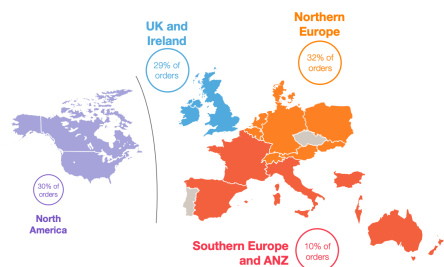 UK and
Ireland
29% of
orders
Northern
Europe
32% of
orders
30% of
orders
North
America
Southern Europe
and ANZ
10% of
orders